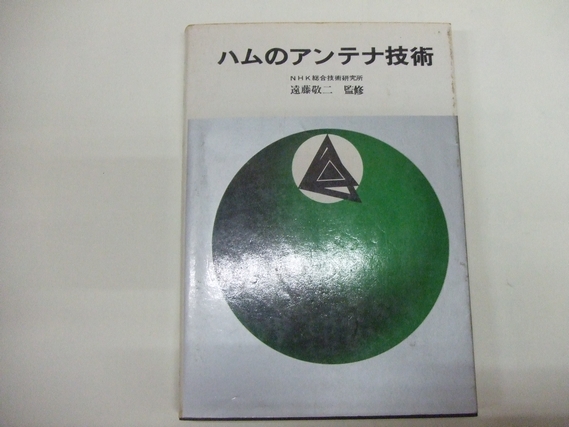 ハムのアンテナ技術
NHK総合技術研究所
遠藤敬二 監修